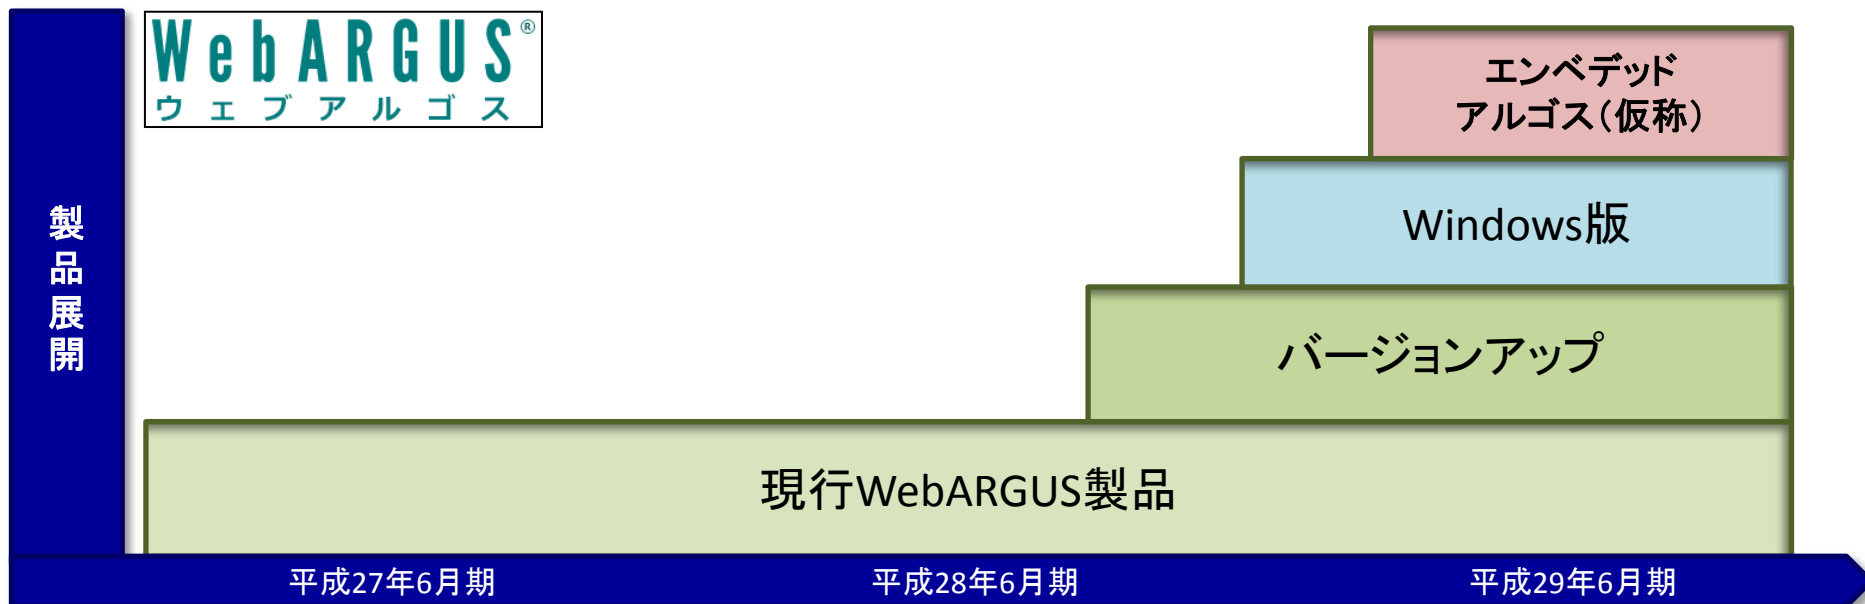 WebARGUS®
ウェブアルゴス
エンベデッド
アルゴス（仮称）
Windows版
製品展開
バージョンアップ
現行WebARGUS製品
平成27年6月期
平成28年6月期
平成29年6月期